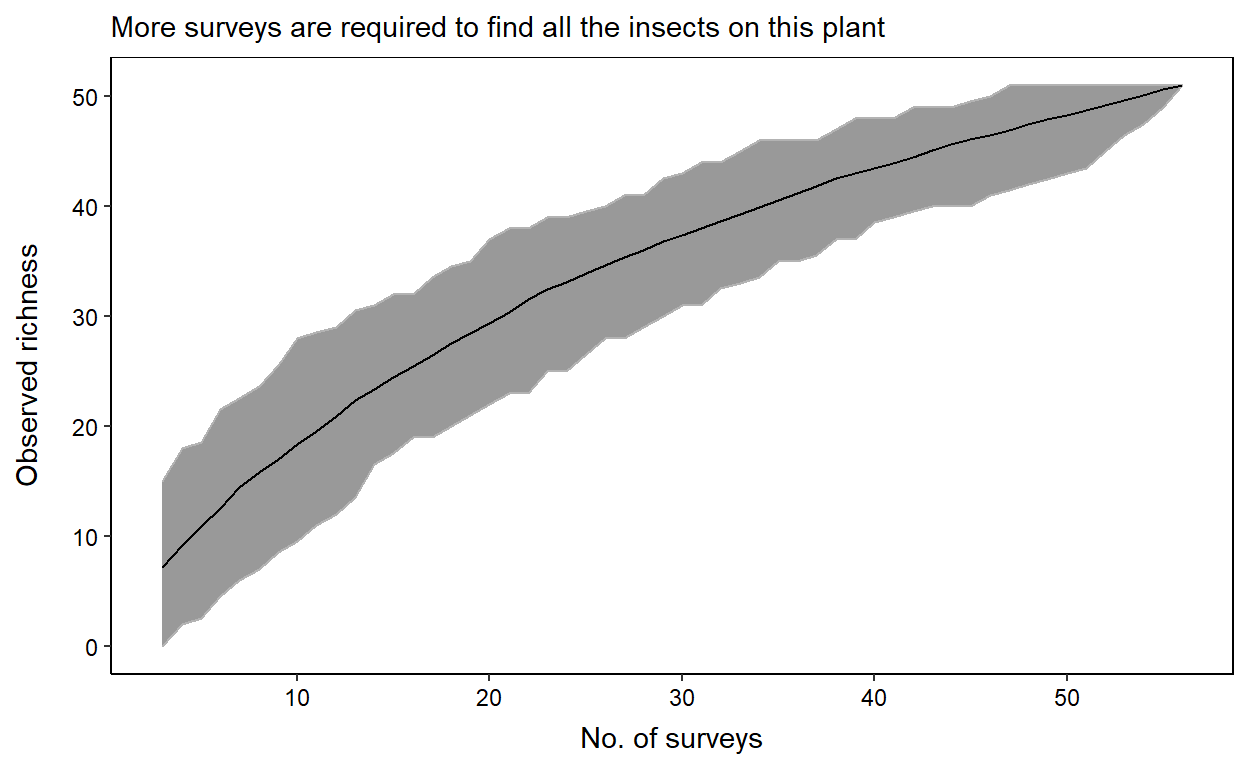 More surveys are required to find all the insects on this plant
Observed richness
50
40
30
20
10
0
10 20 30 40 50
No. of surveys